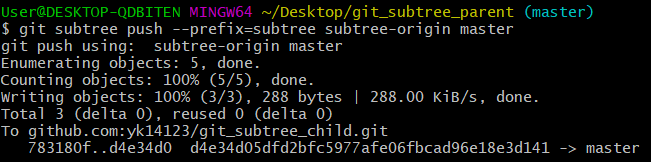 User@DESKTOP-QDBITEN MINGW64 ~/Desktop/git_subtree_parent (master)
$ git subtree push --prefix=subtree subtree-origin master
git push using:  subtree-origin master
Enumerating objects: 5, done.
Counting objects: 100% (5/5), done.
Writing objects: 100% (3/3), 288 bytes | 288.00 KiB/s, done.
Total 3 (delta 0), reused 0 (delta 0)
To github.com:yk14123/git_subtree_child.git
   783180f..d4e34d0  d4e34d05dfd2bfc5977afe06fbcad96e18e3d141 -> master